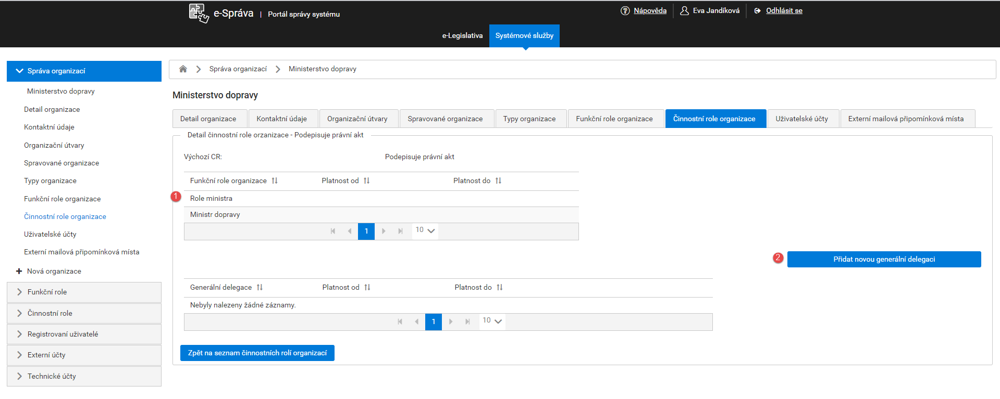 e-Správa | Portál správy systému
Nápověda
Eva Jandíková
Odhlásit se
e-Legislativa
Systémové služby
Správa organizací
Ministerstvo dopravy
Detail organizace
Kontaktní údaje
Organizační útvary
Spravované organizace
Typy organizace
Funkční role organizace
Činnostní role organizace
Uživatelské účty
Externí mailová připomínková místa
Nová organizace
Funkční role
Činnostní role
Registrovaní uživatelé
Externí účty
Technické účty
Správa organizací
Ministerstvo dopravy
Ministerstvo dopravy
Detail organizace
Kontaktní údaje
Organizační útvary
Spravované organizace
Typy organizace
Funkční role organizace
Činnostní role organizace
Uživatelské účty
Externí mailová připomínková místa
Detail činnostní role orzanizace - Podepisuje právní akt
Výchozí CR: Podepisuje právní akt
Funkční role organizace Platnost od Platnost do
1
Role ministra
Ministr dopravy
1 10
2
Přidat novou generální delegaci
Generální delegace Platnost od Platnost do
Nebyly nalezeny žádné záznamy.
1 10
Zpět na seznam činnostních rolí organizací